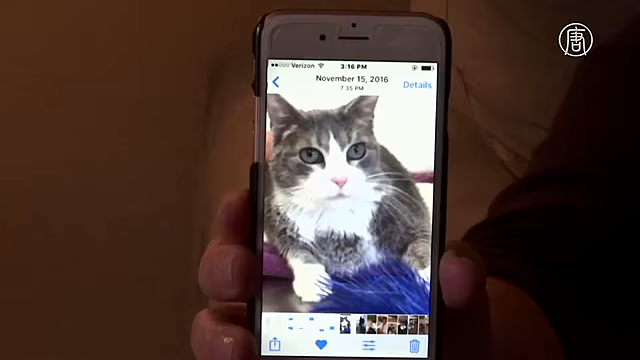 唐
Verizon 3:16 PM
November 15, 2016
7:35 PM
Details